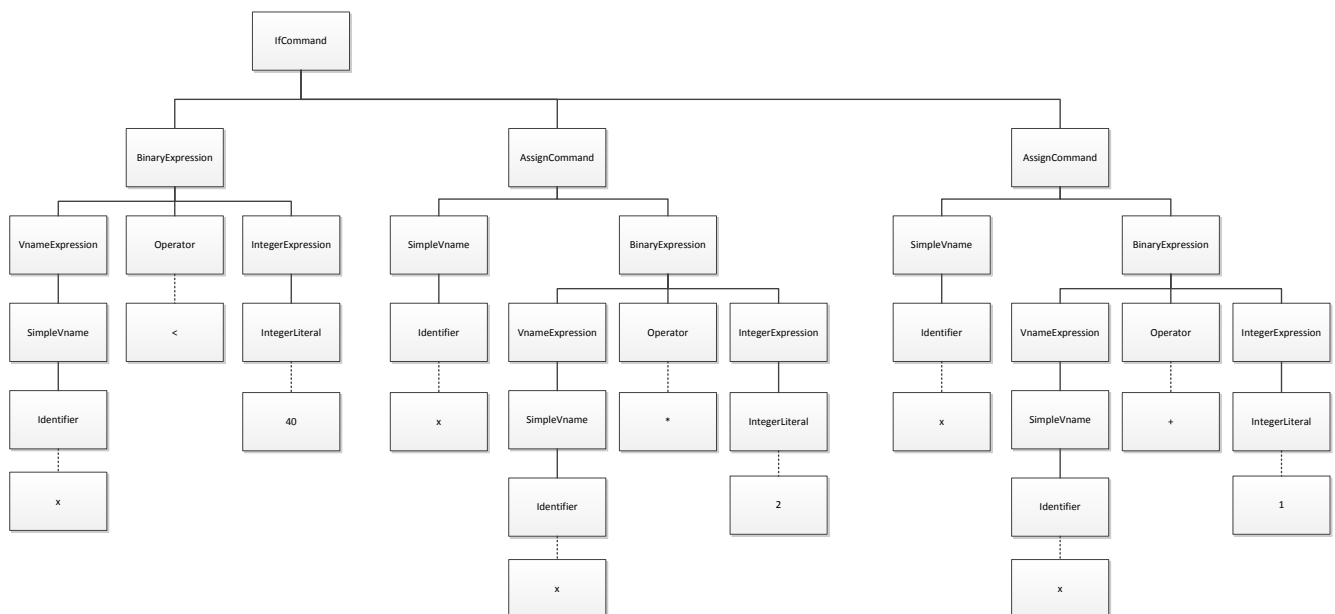 IfCommand
BinaryExpression
AssignCommand
AssignCommand
VnameExpression
Operator
IntegerExpression
SimpleVname
BinaryExpression
SimpleVname
BinaryExpression
SimpleVname
<
IntegerLiteral
Identifier
VnameExpression
Operator
IntegerExpression
Identifier
VnameExpression
Operator
IntegerExpression
Identifier
40
x
SimpleVname
*
IntegerLiteral
x
SimpleVname
+
IntegerLiteral
x
Identifier
2
Identifier
1
x
x